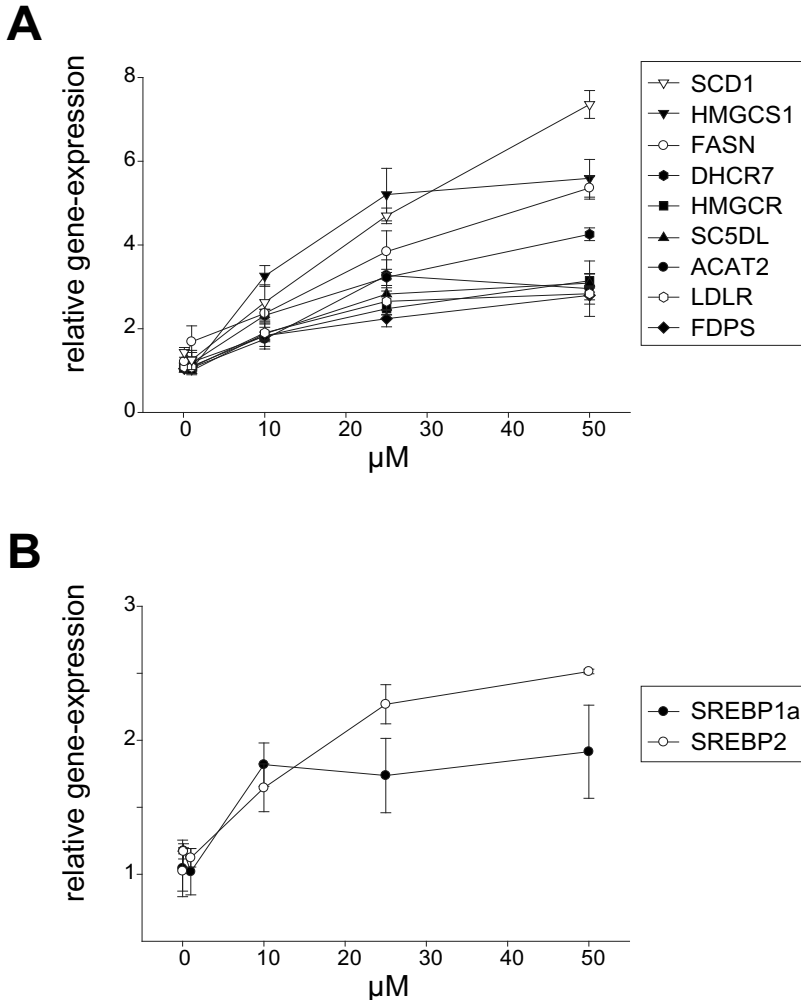 A
relative gene-expression
8
6
4
2
0
0 10 20 30 40 50
µM
SCD1
HMGCS1
FASN
DHCR7
HMGCR
SC5DL
ACAT2
LDLR
FDPS
B
relative gene-expression
3
2
1
0 10 20 30 40 50
µM
SREBP1a
SREBP2